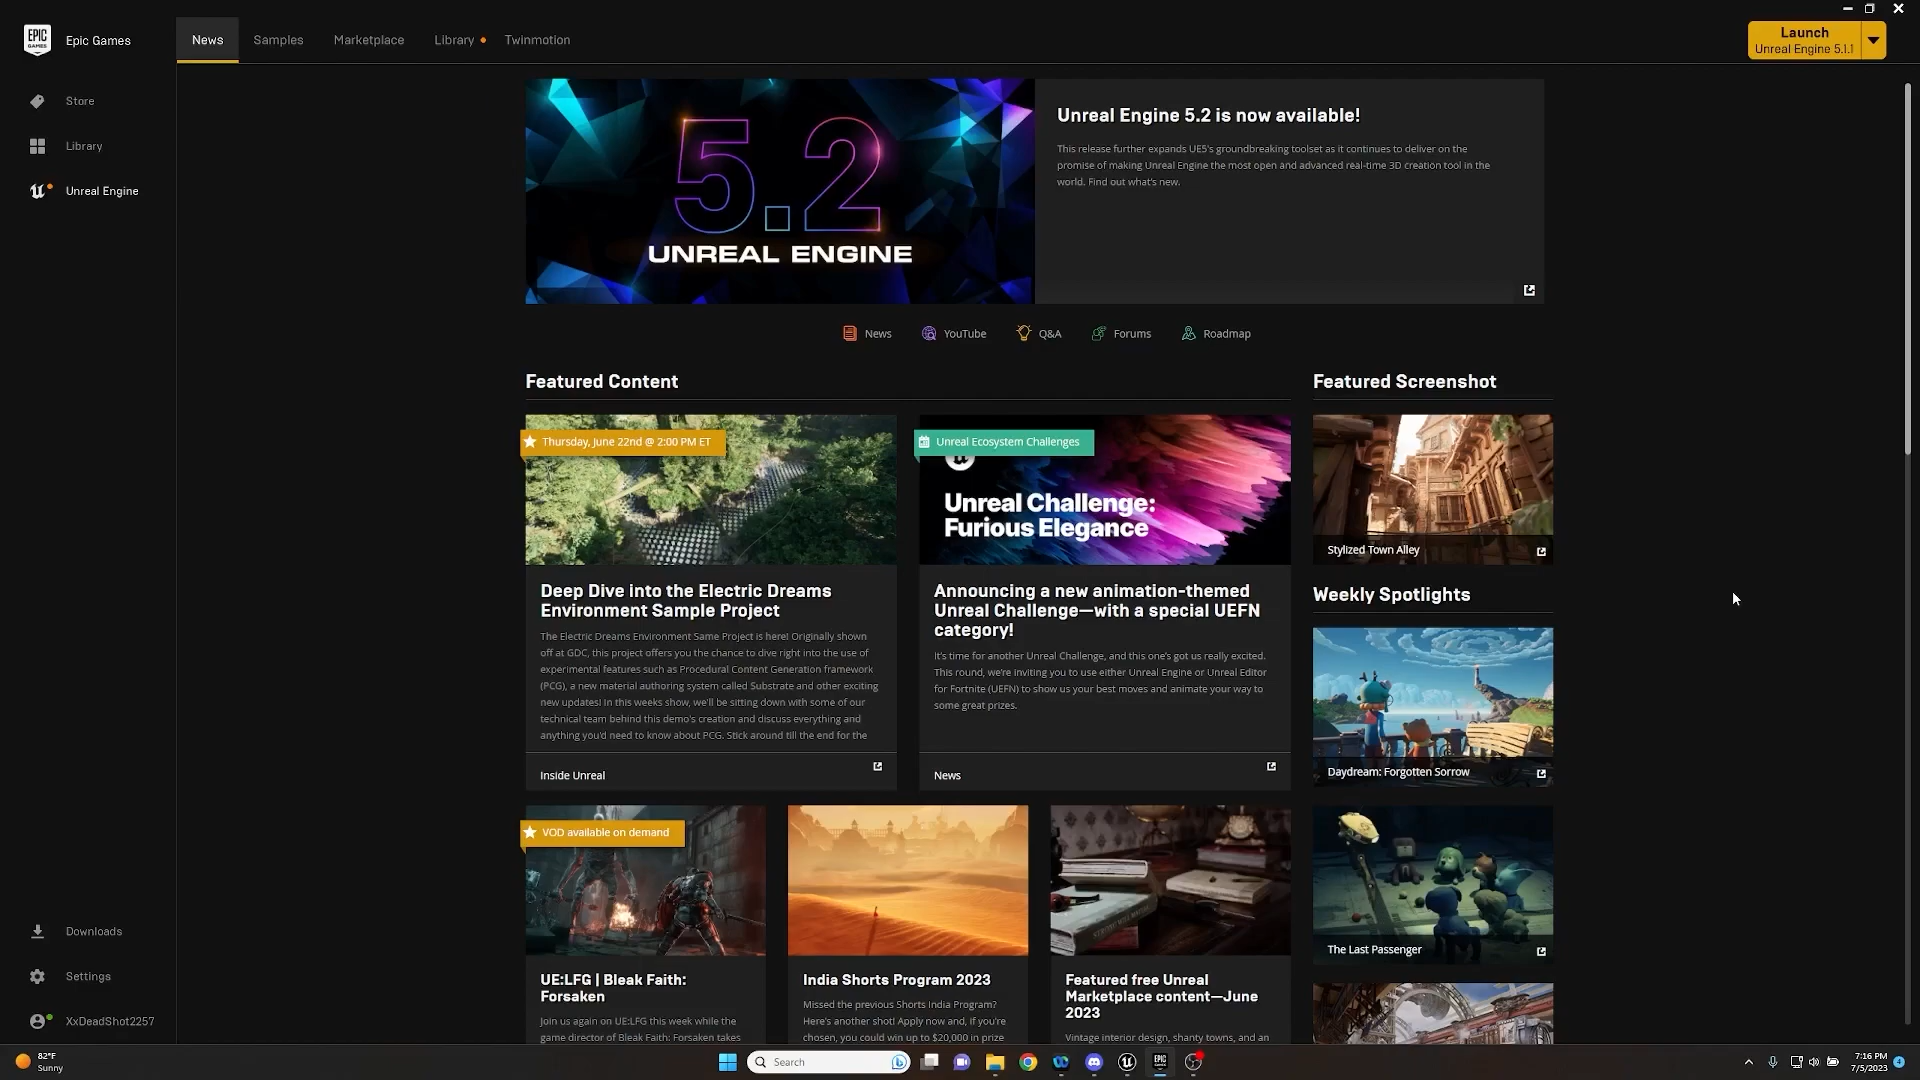 Epic Games
News
Samples
Marketplace
Library
Twinmotion
Launch
Unreal Engine 5.1.1
Store
Library
Unreal Engine
5.2
UNREAL ENGINE
Unreal Engine 5.2 is now available!
This release further expands UE5's groundbreaking toolset as it continues to deliver on the
promise of making Unreal Engine the most open and advanced real-time 3D creation tool in the
world. Find out what's new.
News
YouTube
Q&A
Forums
Roadmap
Featured Content
Thursday, June 22nd @ 2:00 PM ET
Deep Dive into the Electric Dreams
Environment Sample Project
The Electric Dreams Environment Same Project is here! Originally shown
off at GDC, this project offers you the chance to dive right into the use of
experimental features such as Procedural Content Generation framework
(PCG), a new material authoring system called Substrate and other exciting
new updates! In this weeks show, we'll be sitting down with some of our
technical team behind this demo's creation and discuss everything and
anything you'd need to know about PCG. Stick around till the end for the
Inside Unreal
Unreal Ecosystem Challenges
Unreal Challenge:
Furious Elegance
Announcing a new animation-themed
Unreal Challenge—with a special UEFN
category!
It's time for another Unreal Challenge, and this one's got us really excited.
This round, we're inviting you to use either Unreal Engine or Unreal Editor
for Fortnite (UEFN) to show us your best moves and animate your way to
some great prizes.
News
Featured Screenshot
Stylized Town Alley
Weekly Spotlights
Daydream: Forgotten Sorrow
The Last Passenger
VOD available on demand
UE:LFG | Bleak Faith:
Forsaken
Join us again on UE:LFG this week while the
game director of Bleak Faith: Forsaken takes
India Shorts Program 2023
Missed the previous Shorts India Program?
Here's another shot! Apply now and, if you're
chosen, you could win up to $20,000 in prize
Featured free Unreal
Marketplace content—June
2023
Vintage interior design, shanty towns, and an
Downloads
Settings
XxDeadShot2257
82°F
Sunny
Search
7:16 PM
7/5/2023
4